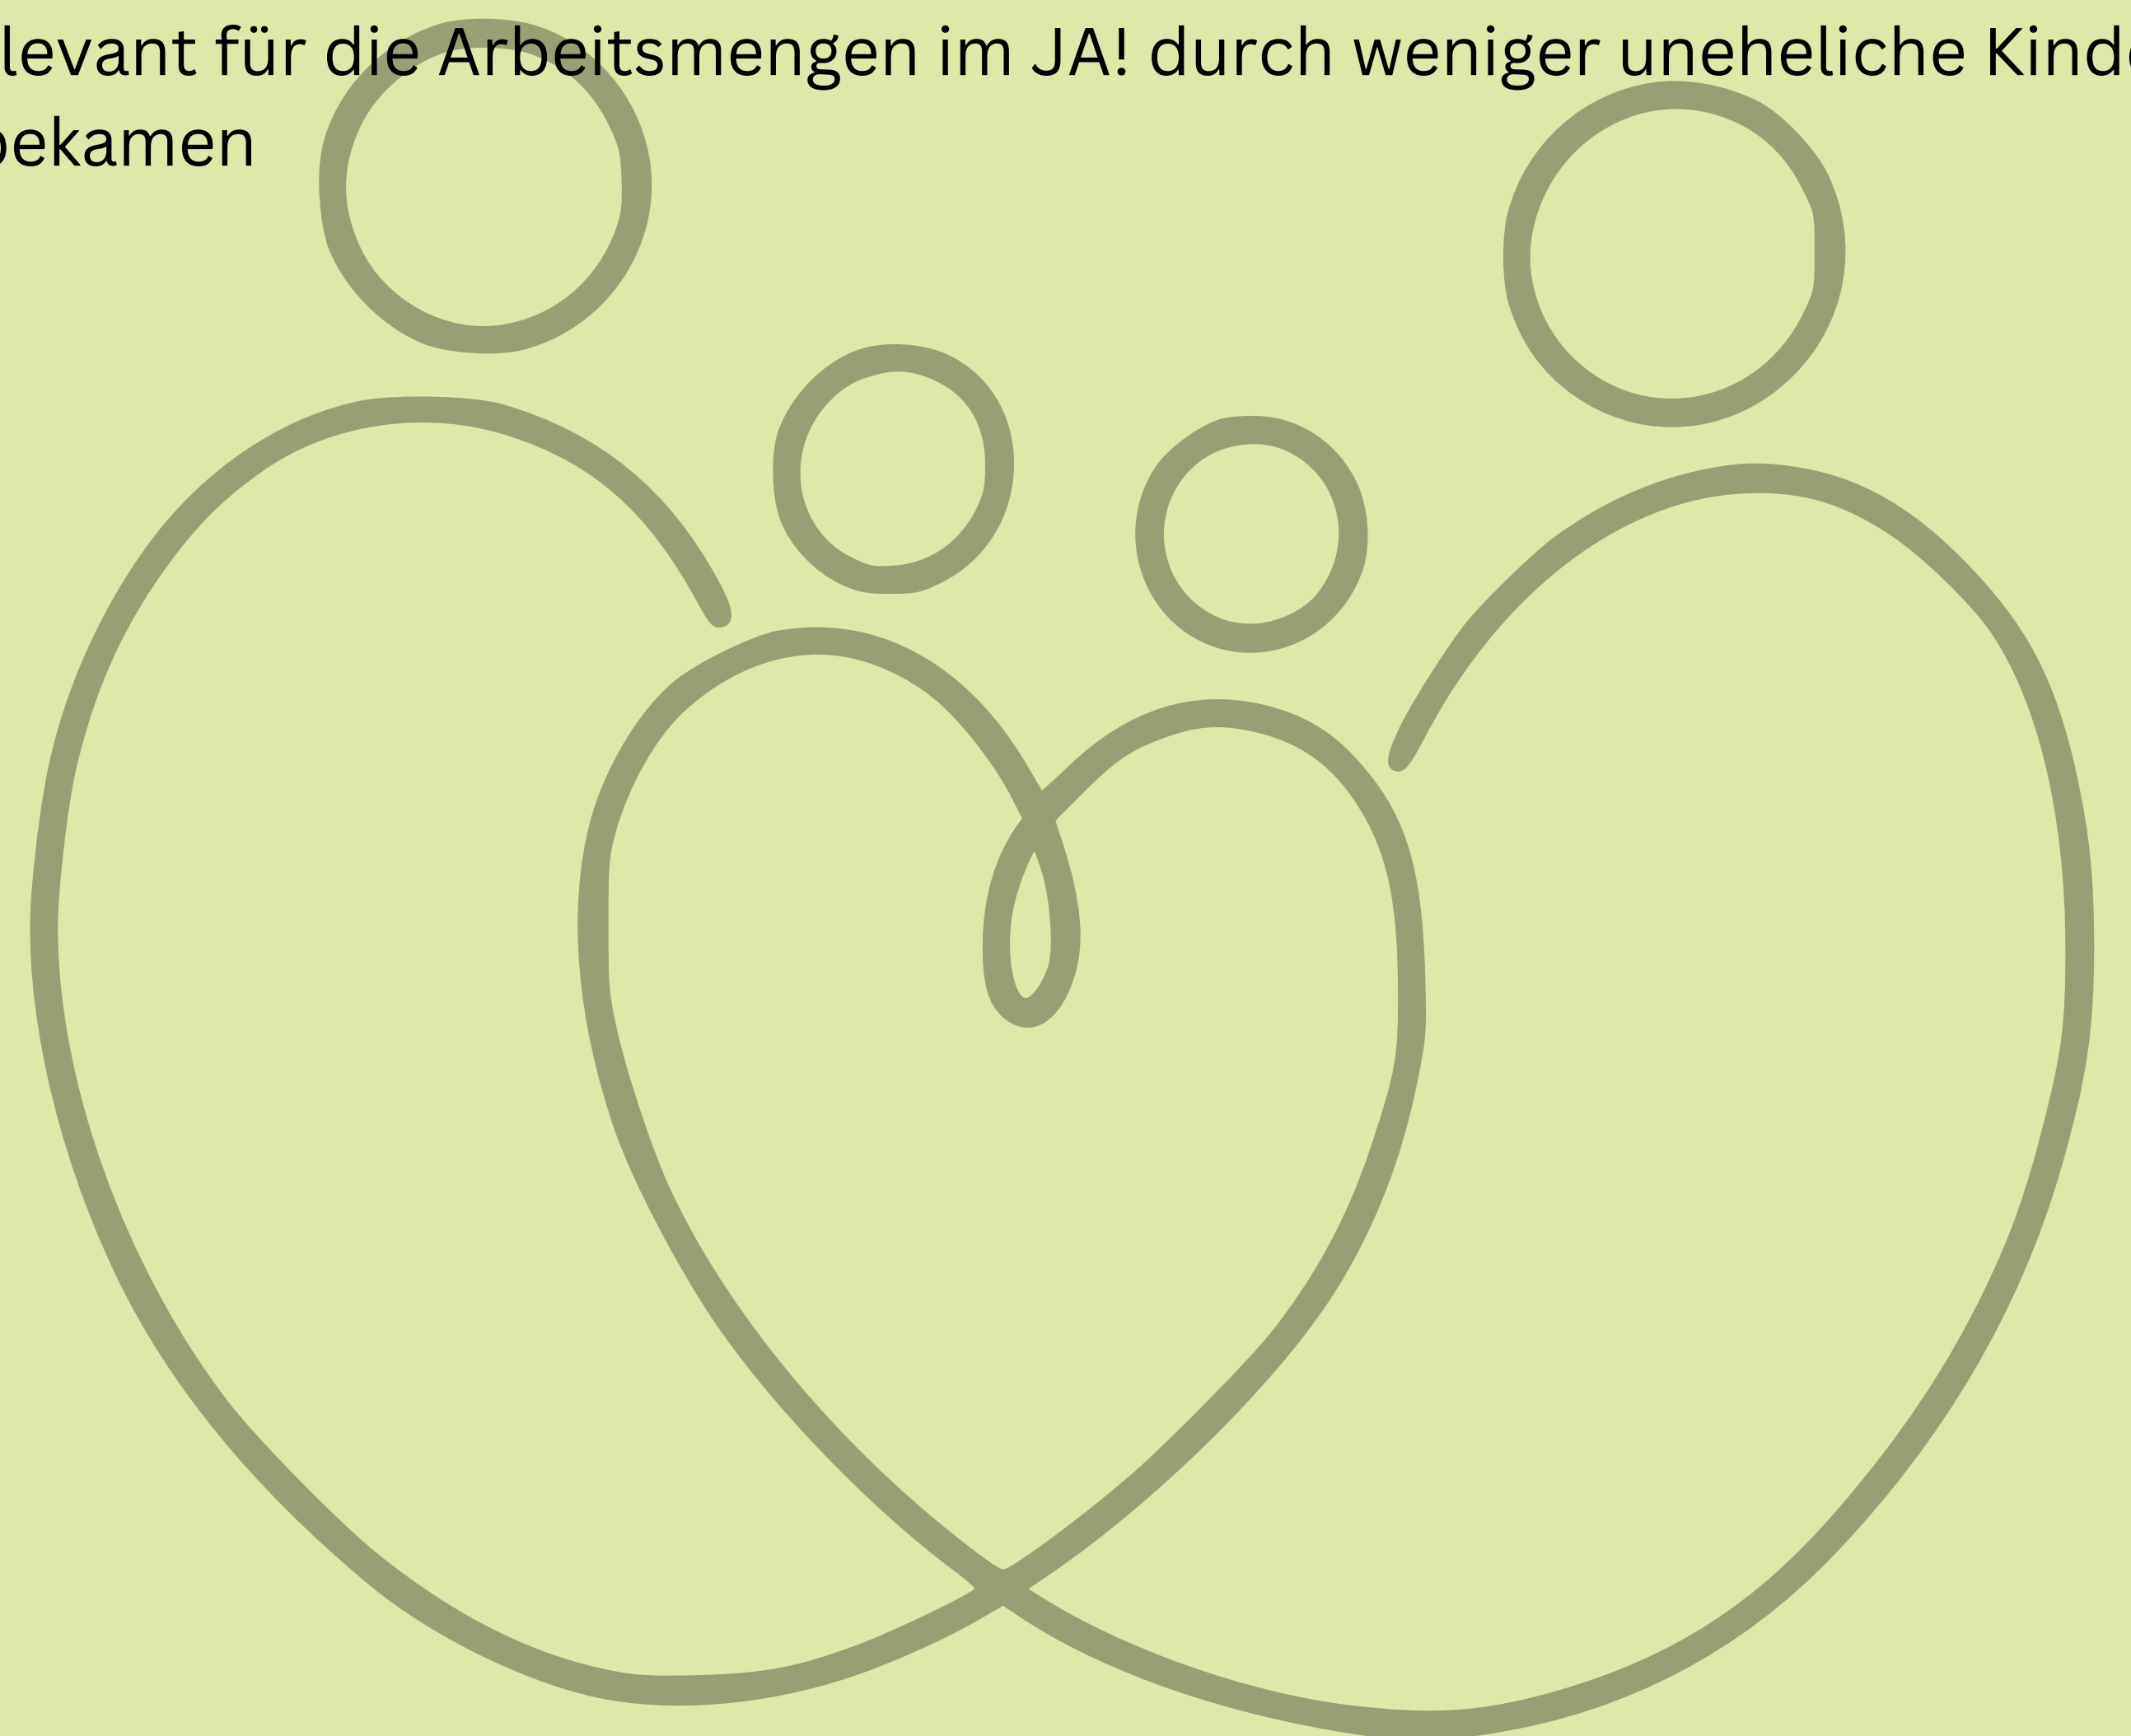 levant für die Arbeitsmengen im JA! durch weniger uneheliche Kind
bekamen